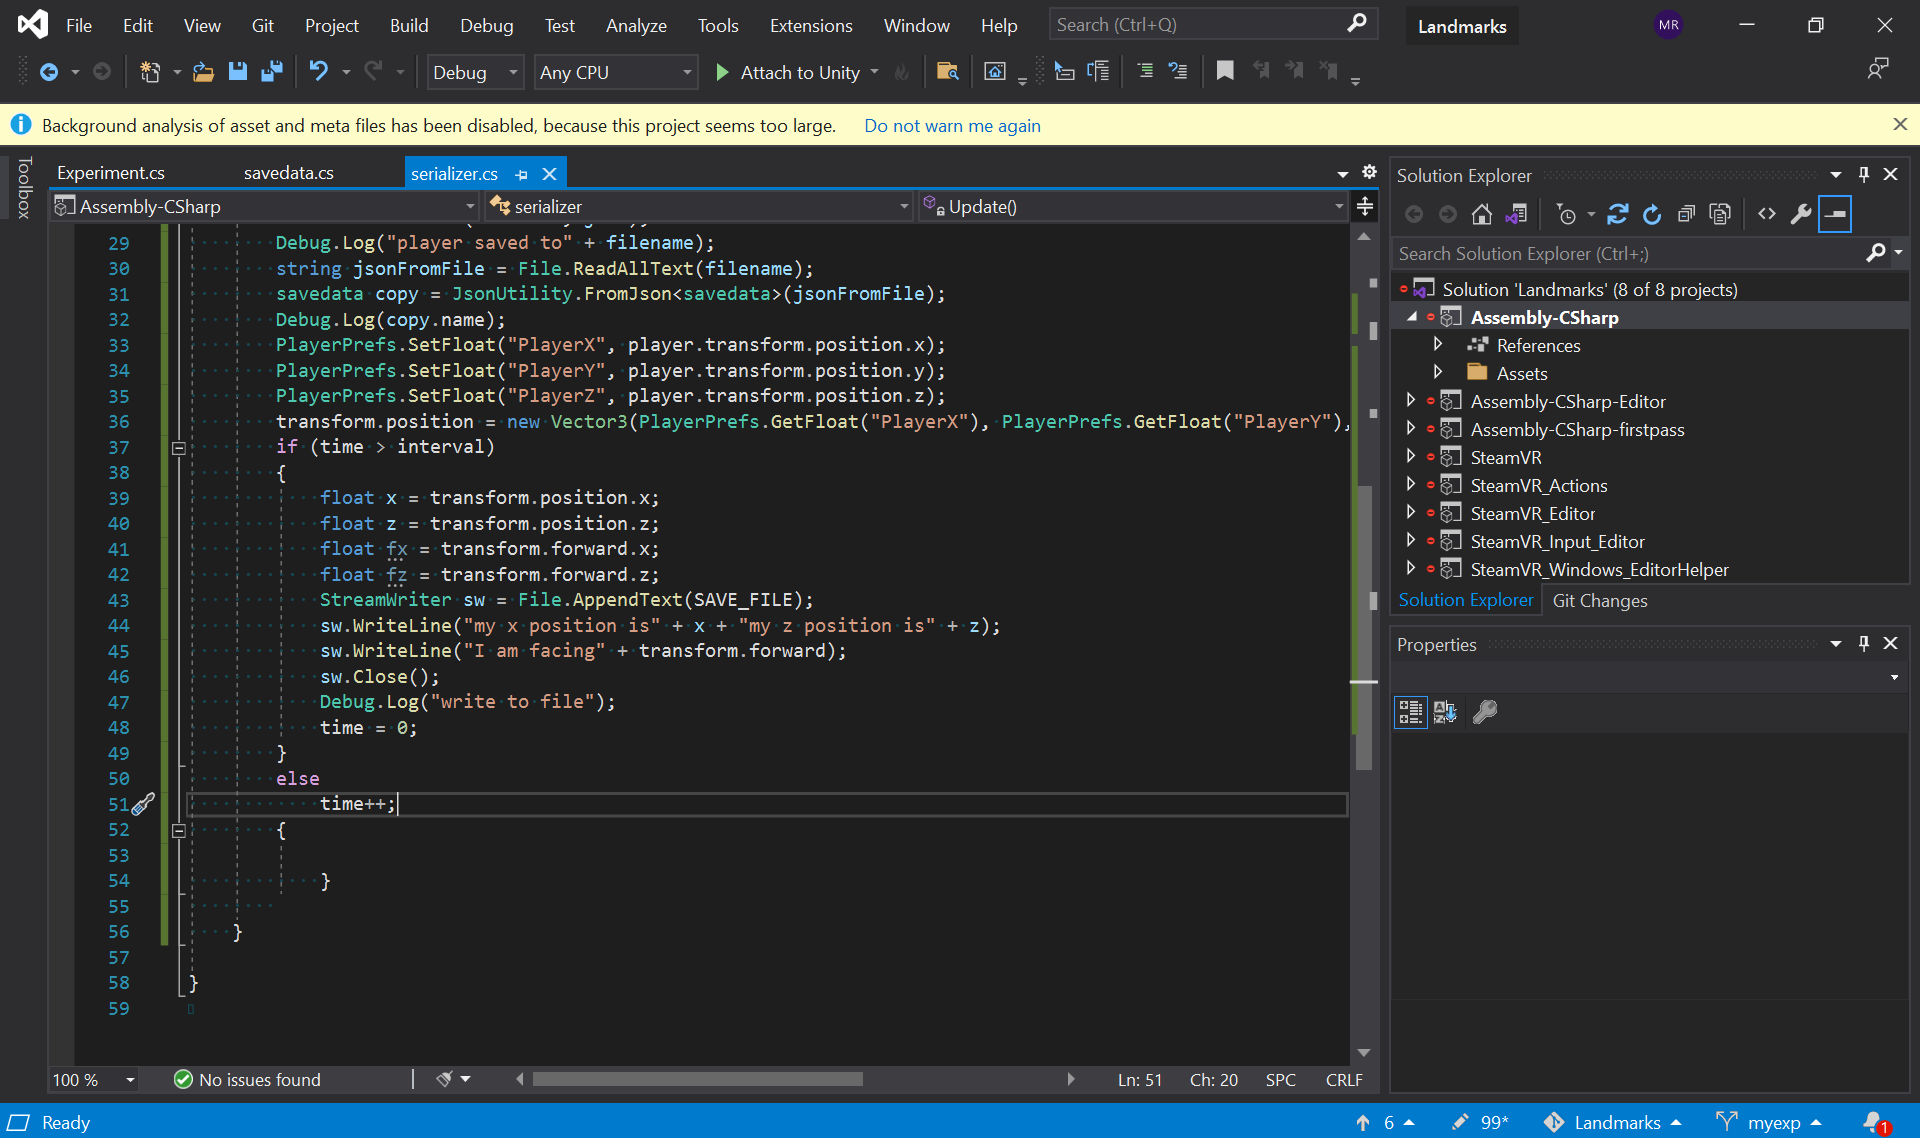 File Edit View Git Project Build Debug Test Analyze Tools Extensions Window Help Search (Ctrl+Q) Landmarks MR
Debug Any CPU Attach to Unity
Background analysis of asset and meta files has been disabled, because this project seems too large. Do not warn me again
Toolbox
Experiment.cs savedata.cs serializer.cs
Assembly-CSharp serializer Update()
29 Debug.Log("player saved to" + filename);
30 string jsonFromFile = File.ReadAllText(filename);
31 savedata copy = JsonUtility.FromJson<savedata>(jsonFromFile);
32 Debug.Log(copy.name);
33 PlayerPrefs.SetFloat("PlayerX", player.transform.position.x);
34 PlayerPrefs.SetFloat("PlayerY", player.transform.position.y);
35 PlayerPrefs.SetFloat("PlayerZ", player.transform.position.z);
36 transform.position = new Vector3(PlayerPrefs.GetFloat("PlayerX"), PlayerPrefs.GetFloat("PlayerY"),
37 if (time > interval)
38 {
39 float x = transform.position.x;
40 float z = transform.position.z;
41 float fx = transform.forward.x;
42 float fz = transform.forward.z;
43 StreamWriter sw = File.AppendText(SAVE_FILE);
44 sw.WriteLine("my x position is" + x + "my z position is" + z);
45 sw.WriteLine("I am facing" + transform.forward);
46 sw.Close();
47 Debug.Log("write to file");
48 time = 0;
49 }
50 else
51 time++;
52 {
53
54 }
55
56 }
57
58 }
59
100 % No issues found Ln: 51 Ch: 20 SPC CRLF
Solution Explorer
Search Solution Explorer (Ctrl+;)
Solution 'Landmarks' (8 of 8 projects)
Assembly-CSharp
References
Assets
Assembly-CSharp-Editor
Assembly-CSharp-firstpass
SteamVR
SteamVR_Actions
SteamVR_Editor
SteamVR_Input_Editor
SteamVR_Windows_EditorHelper
Solution Explorer Git Changes
Properties
Ready 6 99* Landmarks myexp 1